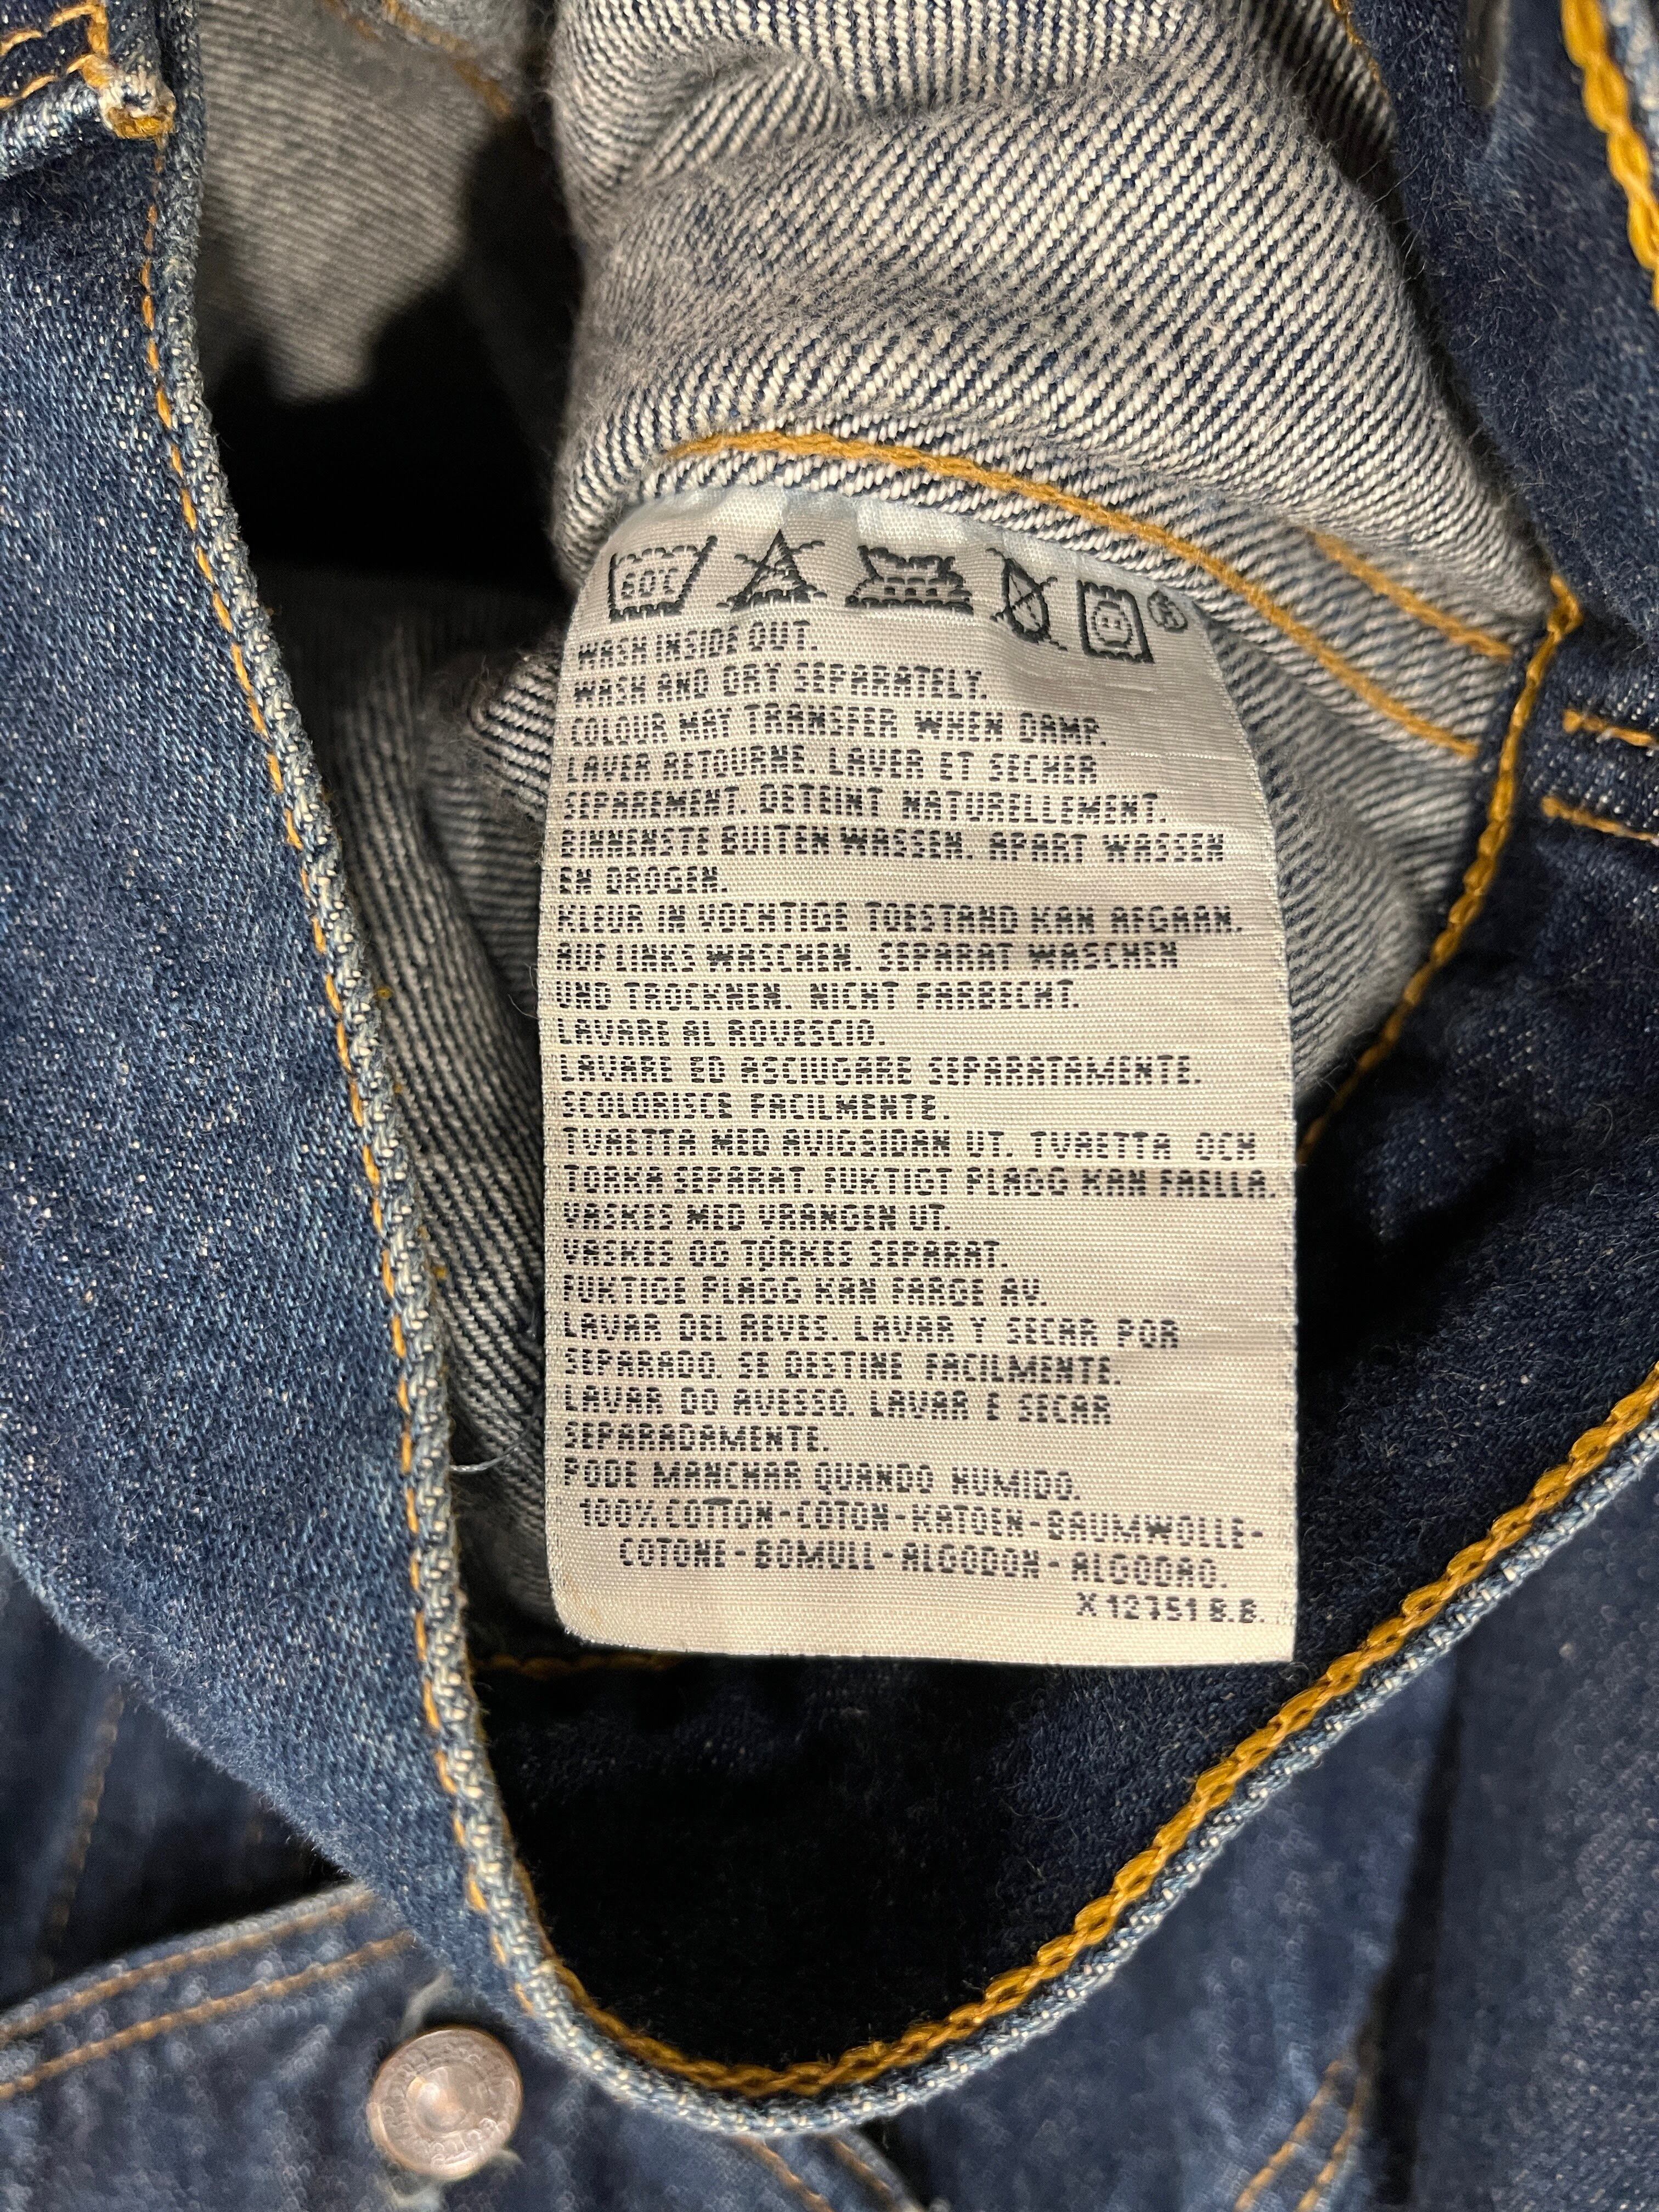 60°C
®
WASH INSIDE OUT.
WASH AND DRY SEPARATELY.
COLOUR MAY TRANSFER WHEN DAMP.
LAVER RETOURNE. LAVER ET SECHER
SEPAREMENT. DETEINT NATURELLEMENT.
BINNENSTE BUITEN WASSEN. APART WASSEN
EN DROGEN.
KLEUR IN VOCHTIGE TOESTAND KAN AFGAAN.
AUF LINKS WASCHEN. SEPARAT WASCHEN
UND TROCKNEN. NICHT FARBECHT.
LAVARE AL ROVESCIO.
LAVARE ED ASCIUGARE SEPARATAMENTE.
SCOLORISCE FACILMENTE.
TVAETTA MED AVIGSIDAN UT. TVAETTA OCH
TORKA SEPARAT. FUKTIGT PLAGG KAN FAELLA.
VASKES MED VRANGEN UT.
VASKES OG TØRKES SEPARAT.
FUKTIGE PLAGG KAN FARGE AV.
LAVAR DEL REVES. LAVAR Y SECAR POR
SEPARADO. SE DESTINE FACILMENTE.
LAVAR DO AVESSO. LAVAR E SECAR
SEPARADAMENTE.
PODE MANCHAR QUANDO HUMIDO.
100% COTTON-COTON-KATOEN-BAUMWOLLE-
COTONE-BOMULL-ALGODON-ALGODAO.
X 12751 B.B.